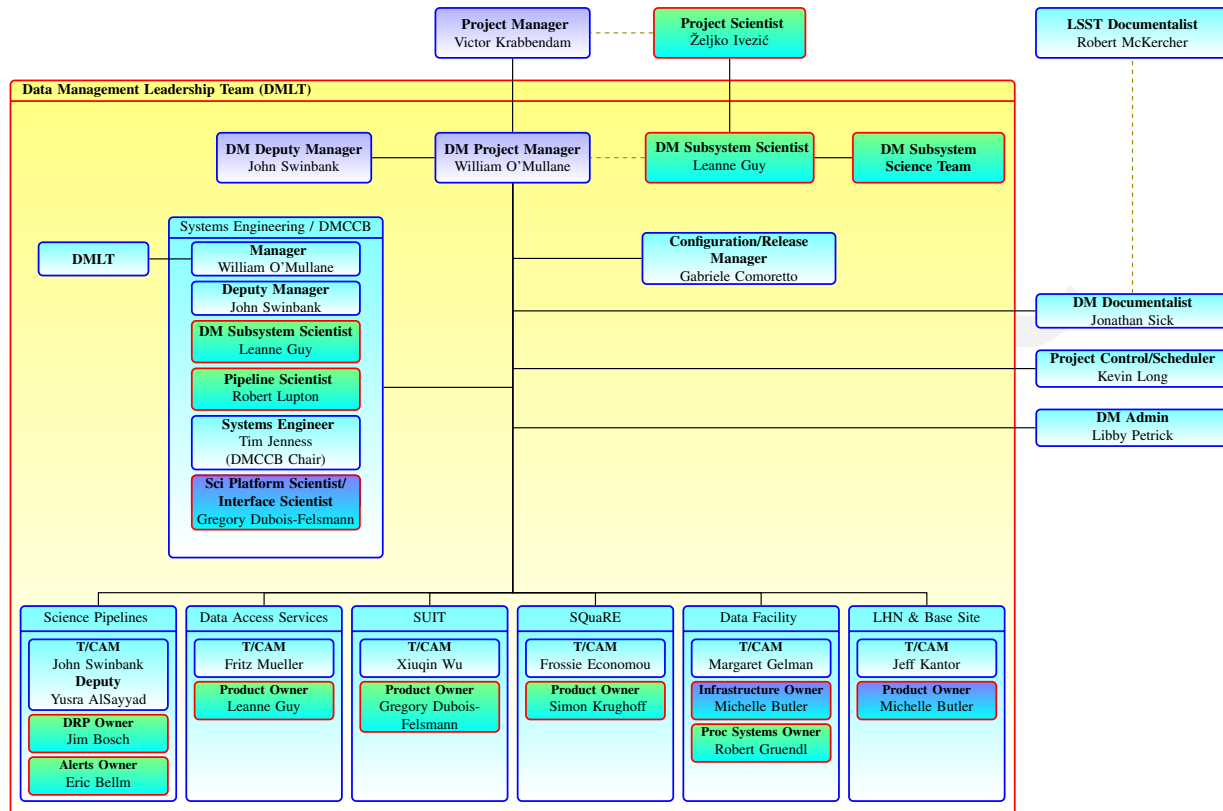 Project Manager
Victor Krabbendam
Project Scientist
Željko Ivezić
LSST Documentalist
Robert McKercher
Data Management Leadership Team (DMLT)
DM Deputy Manager
John Swinbank
DM Project Manager
William O'Mullane
DM Subsystem Scientist
Leanne Guy
DM Subsystem
Science Team
Systems Engineering / DMCCB
DMLT
Manager
William O'Mullane
Deputy Manager
John Swinbank
DM Subsystem Scientist
Leanne Guy
Pipeline Scientist
Robert Lupton
Systems Engineer
Tim Jenness
(DMCCB Chair)
Sci Platform Scientist/
Interface Scientist
Gregory Dubois-Felsmann
Configuration/Release
Manager
Gabriele Comoretto
DM Documentalist
Jonathan Sick
Project Control/Scheduler
Kevin Long
DM Admin
Libby Petrick
Science Pipelines
T/CAM
John Swinbank
Deputy
Yusra AlSayyad
DRP Owner
Jim Bosch
Alerts Owner
Eric Bellm
Data Access Services
T/CAM
Fritz Mueller
Product Owner
Leanne Guy
SUIT
T/CAM
Xiuqin Wu
Product Owner
Gregory Dubois-
Felsmann
SQuaRE
T/CAM
Frossie Economou
Product Owner
Simon Krughoff
Data Facility
T/CAM
Margaret Gelman
Infrastructure Owner
Michelle Butler
Proc Systems Owner
Robert Gruendl
LHN & Base Site
T/CAM
Jeff Kantor
Product Owner
Michelle Butler